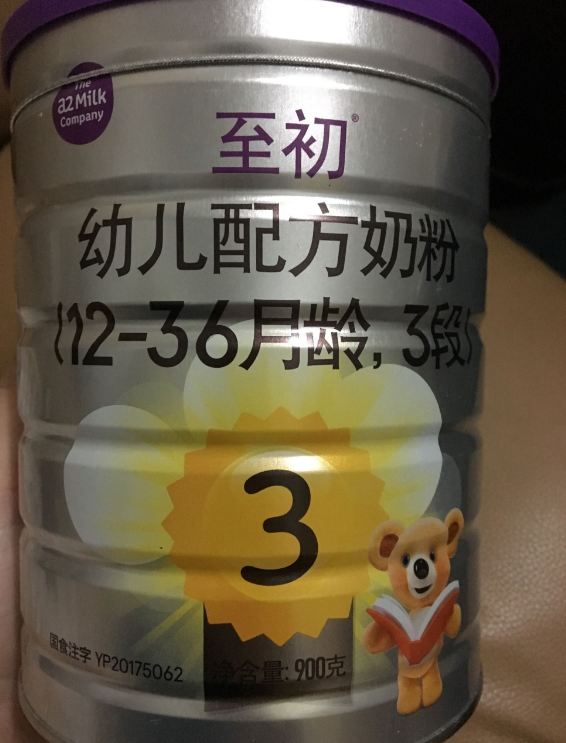 The
a2 Milk
Company
至初®
幼儿配方奶粉
(12-36月龄, 3段)
3
国食注字 YP20175062
净含量: 900克